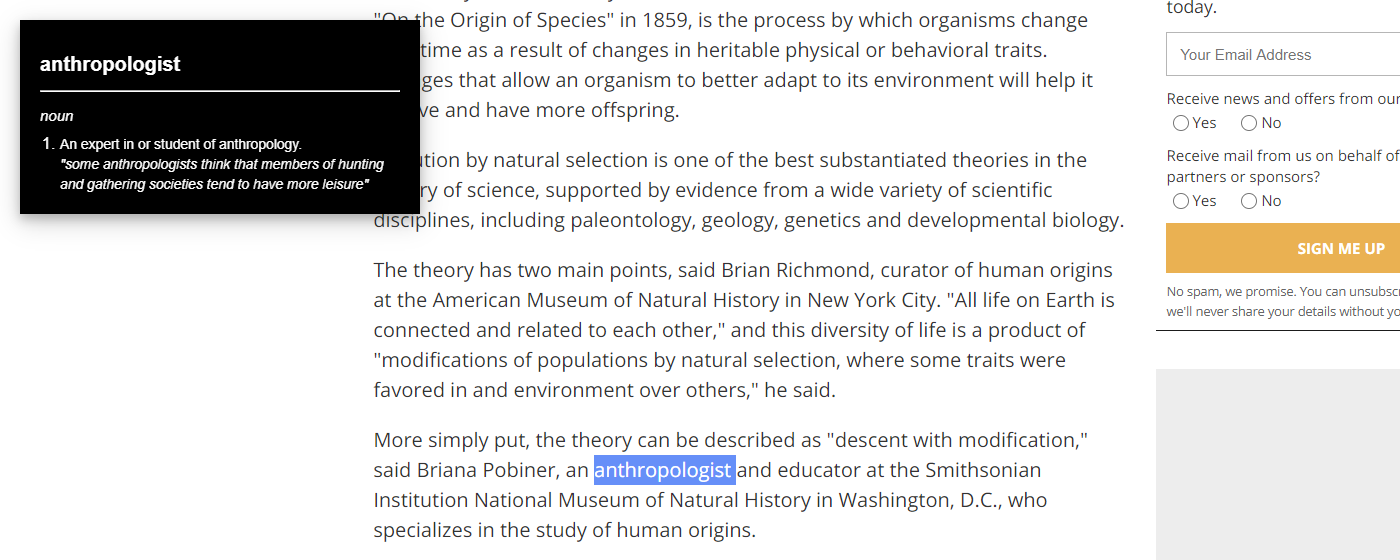 anthropologist
noun
1. An expert in or student of anthropology.
"some anthropologists think that members of hunting
and gathering societies tend to have more leisure"
"On the Origin of Species" in 1859, is the process by which organisms change
time as a result of changes in heritable physical or behavioral traits.
ges that allow an organism to better adapt to its environment will help it
ve and have more offspring.
ution by natural selection is one of the best substantiated theories in the
ry of science, supported by evidence from a wide variety of scientific
disciplines, including paleontology, geology, genetics and developmental biology.
The theory has two main points, said Brian Richmond, curator of human origins
at the American Museum of Natural History in New York City. "All life on Earth is
connected and related to each other," and this diversity of life is a product of
"modifications of populations by natural selection, where some traits were
favored in and environment over others," he said.
More simply put, the theory can be described as "descent with modification,"
said Briana Pobiner, an anthropologist and educator at the Smithsonian
Institution National Museum of Natural History in Washington, D.C., who
specializes in the study of human origins.
today.
Your Email Address
Receive news and offers from our
Yes No
Receive mail from us on behalf of
partners or sponsors?
Yes No
SIGN ME UP
No spam, we promise. You can unsubscr
we'll never share your details without yo